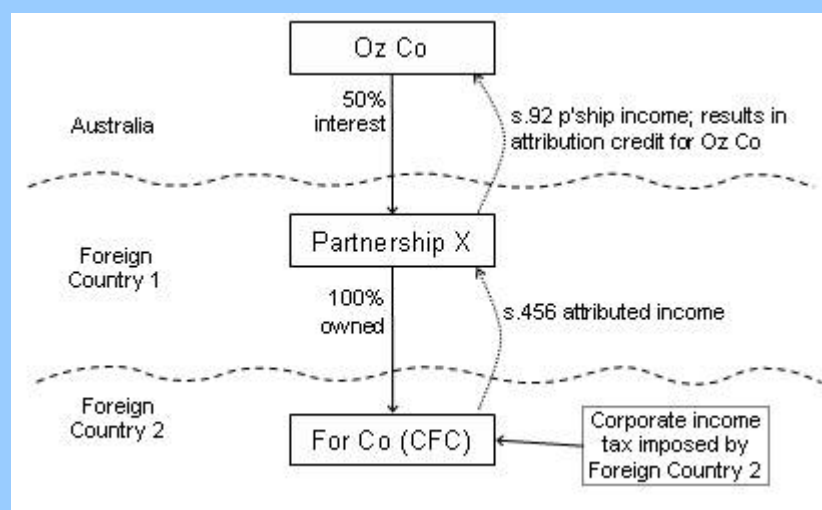 Oz Co
50%
interest
s.92 p'ship income; results in
attribution credit for Oz Co
Australia
Partnership X
Foreign
Country 1
100%
owned
s.456 attributed income
Foreign
Country 2
For Co (CFC)
Corporate income
tax imposed by
Foreign Country 2